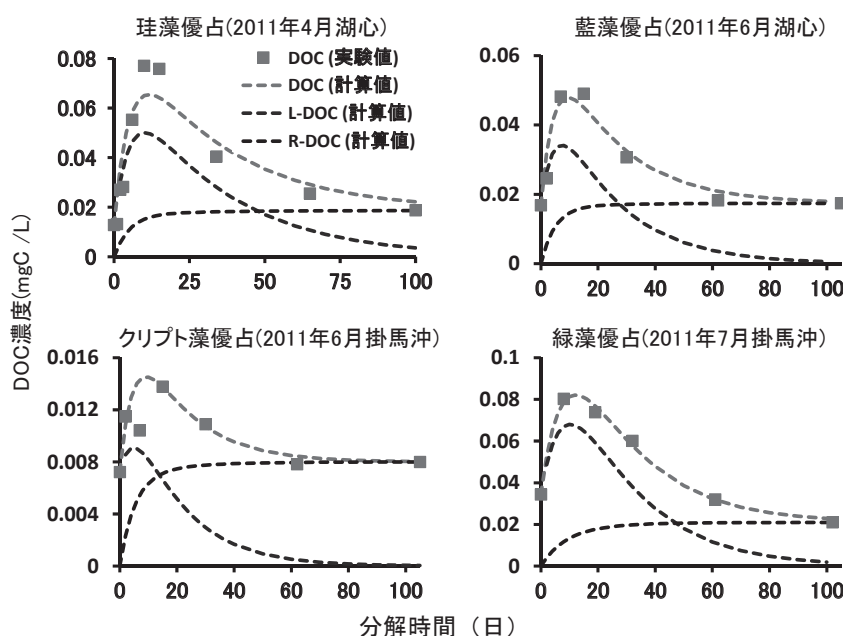 珪藻優占(2011年4月湖心)
0.08
0.06
0.04
0.02
0
0 25 50 75 100
DOC (実験値)
DOC (計算値)
L-DOC (計算値)
R-DOC (計算値)
藍藻優占(2011年6月湖心)
0.06
0.04
0.02
0
0 20 40 60 80 100
DOC濃度(mgC /L)
クリプト藻優占(2011年6月掛馬沖)
0.016
0.012
0.008
0.004
0
0 20 40 60 80 100
緑藻優占(2011年7月掛馬沖)
0.1
0.08
0.06
0.04
0.02
0
0 20 40 60 80 100
分解時間(日)